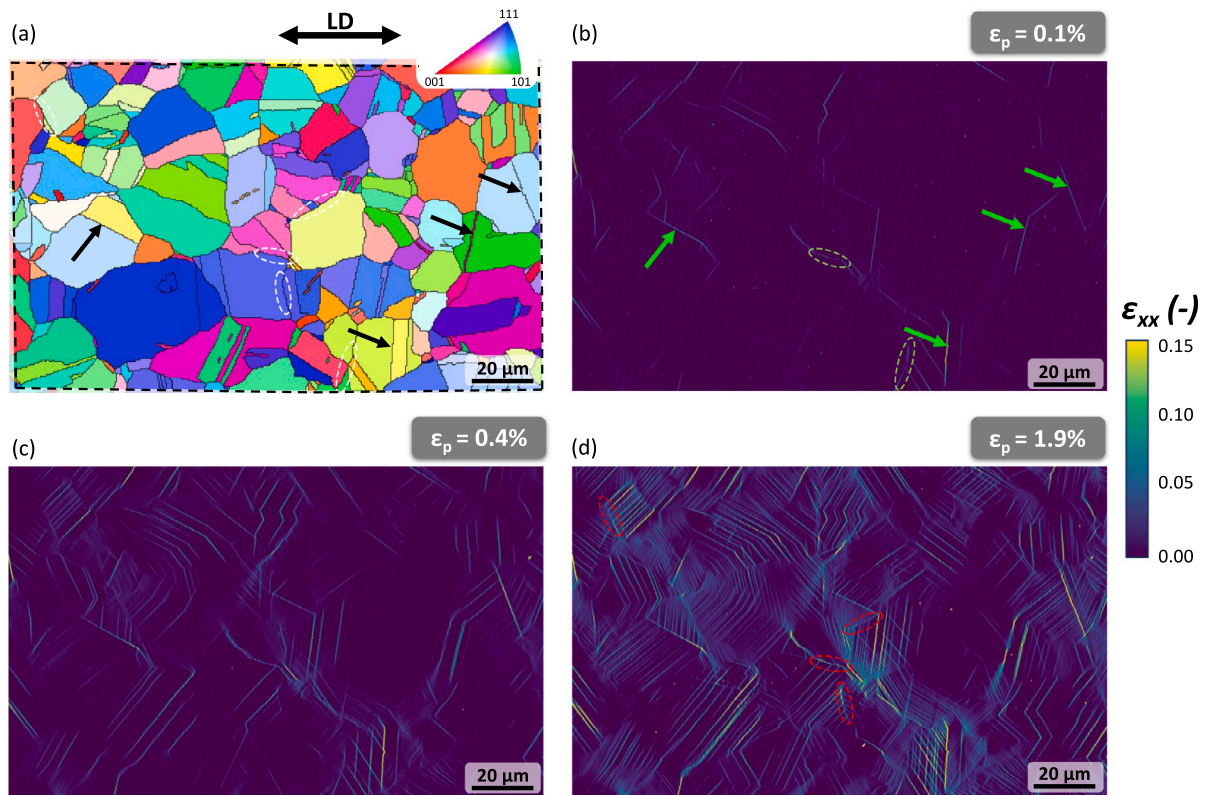 (a)
LD
111
001
101
20 μm
(b)
εp = 0.1%
20 μm
εxx (-)
0.15
0.10
0.05
0.00
(c)
εp = 0.4%
20 μm
(d)
εp = 1.9%
20 μm